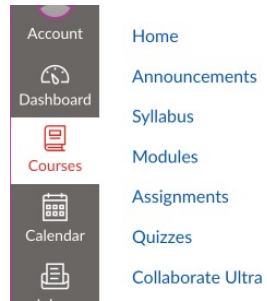 Account
Dashboard
Courses
Calendar
Home
Announcements
Syllabus
Modules
Assignments
Quizzes
Collaborate Ultra